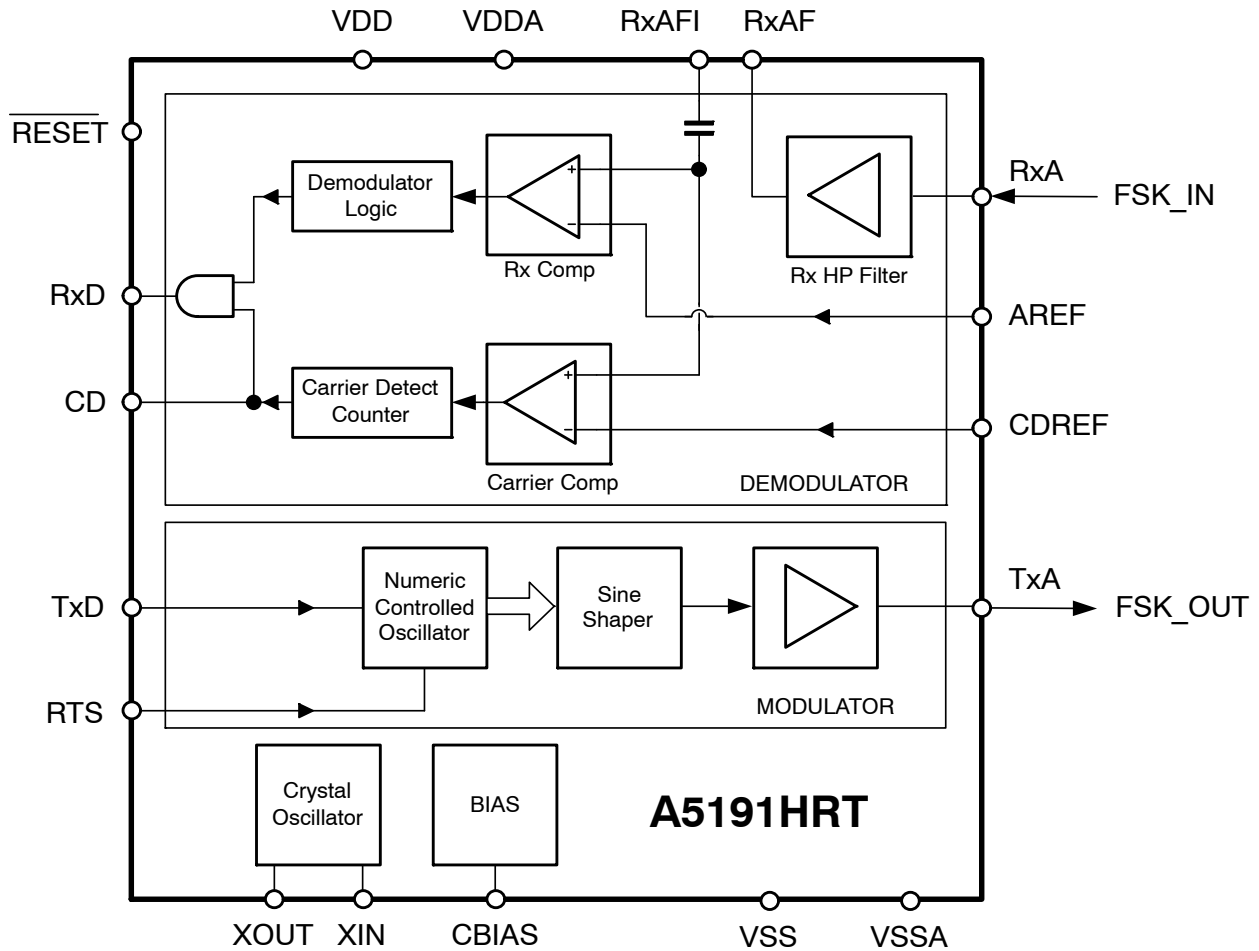 VDD
VDDA
RxAFI
RxAF
RESET
Demodulator
Logic
+
−
Rx Comp
Rx HP Filter
RxA
FSK_IN
RxD
AREF
CD
Carrier Detect
Counter
+
−
Carrier Comp
CDREF
DEMODULATOR
TxD
Numeric
Controlled
Oscillator
Sine
Shaper
TxA
FSK_OUT
RTS
MODULATOR
Crystal
Oscillator
BIAS
A5191HRT
XOUT
XIN
CBIAS
VSS
VSSA